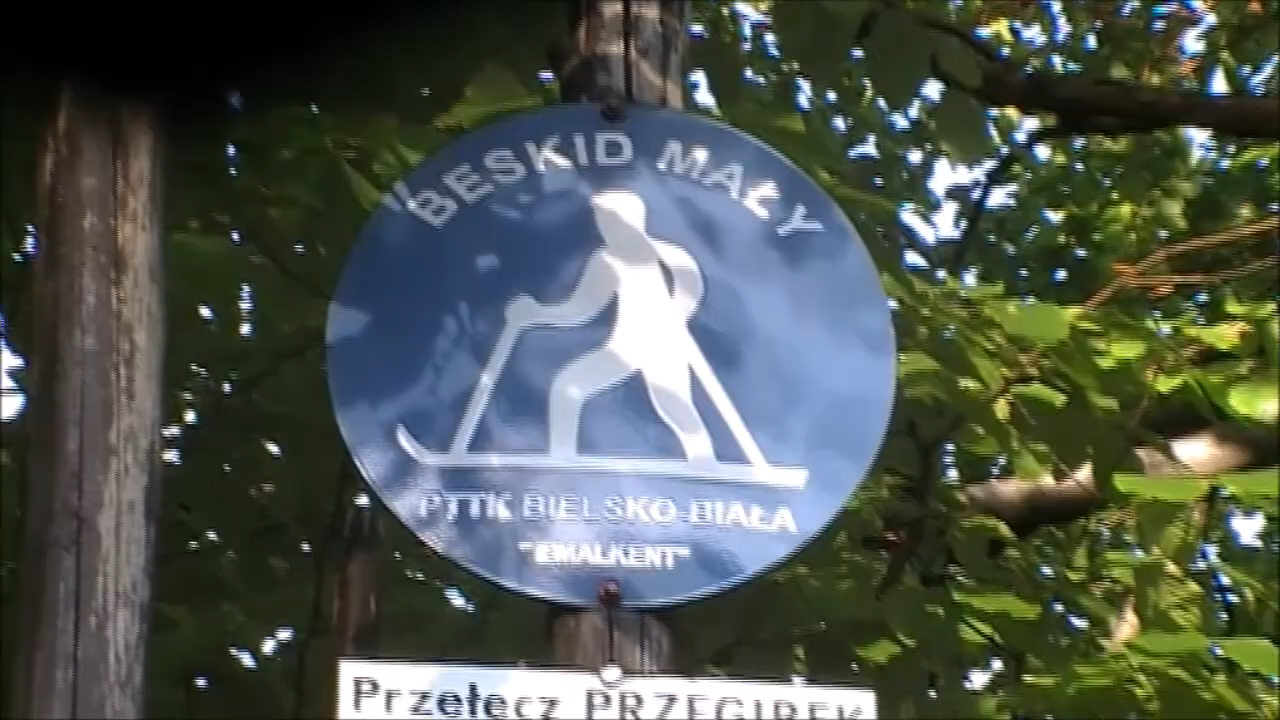 BESKID MAŁY
PTTK BIELSKO-BIAŁA
"EMALKENT"
Przełęcz PRZEGIBEK